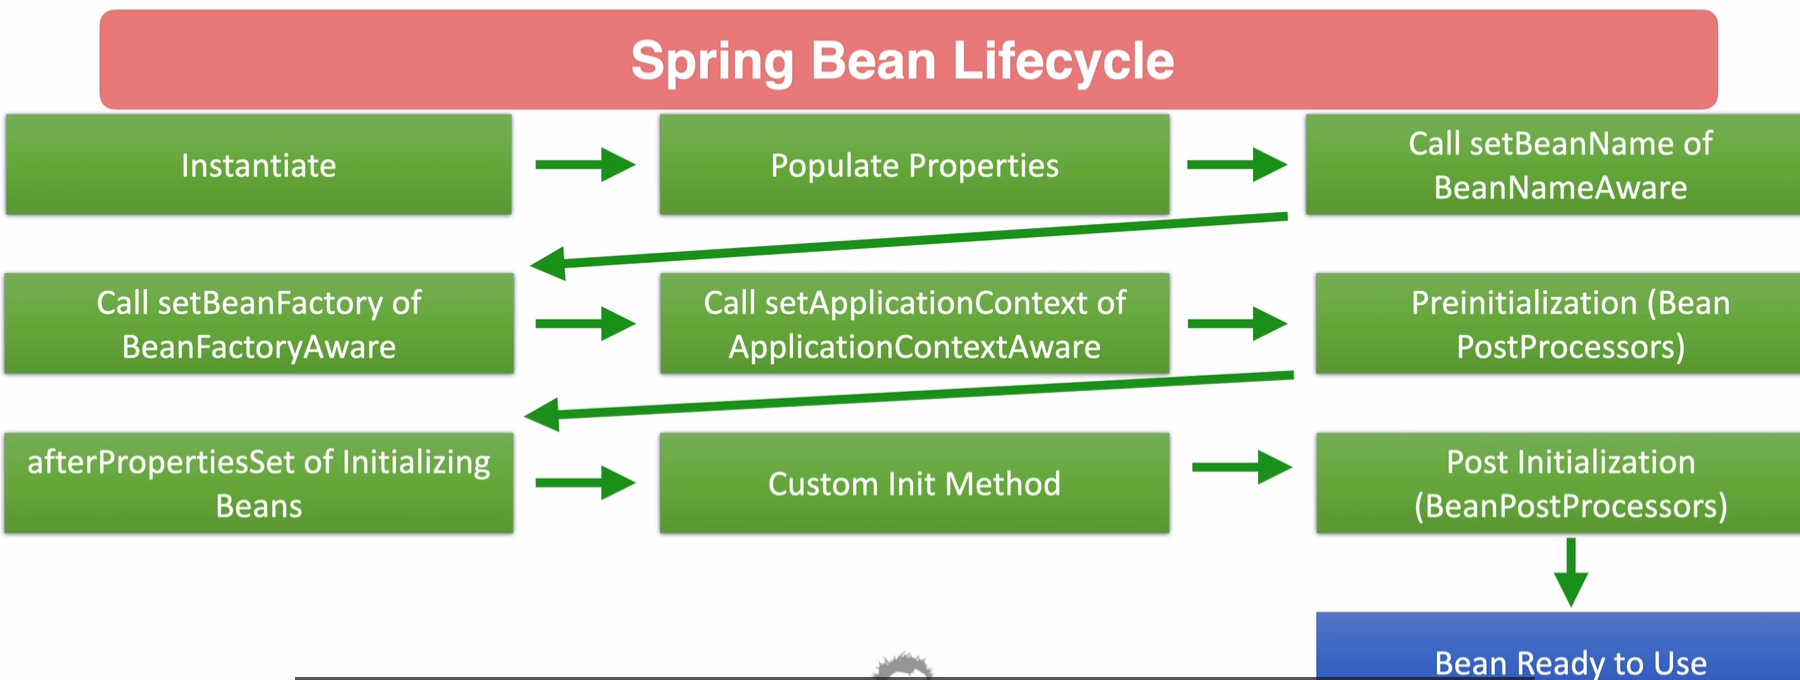 Spring Bean Lifecycle
Instantiate
Populate Properties
Call setBeanName of
BeanNameAware
Call setBeanFactory of
BeanFactoryAware
Call setApplicationContext of
ApplicationContextAware
Preinitialization (Bean
PostProcessors)
afterPropertiesSet of Initializing
Beans
Custom Init Method
Post Initialization
(BeanPostProcessors)
Bean Ready to Use